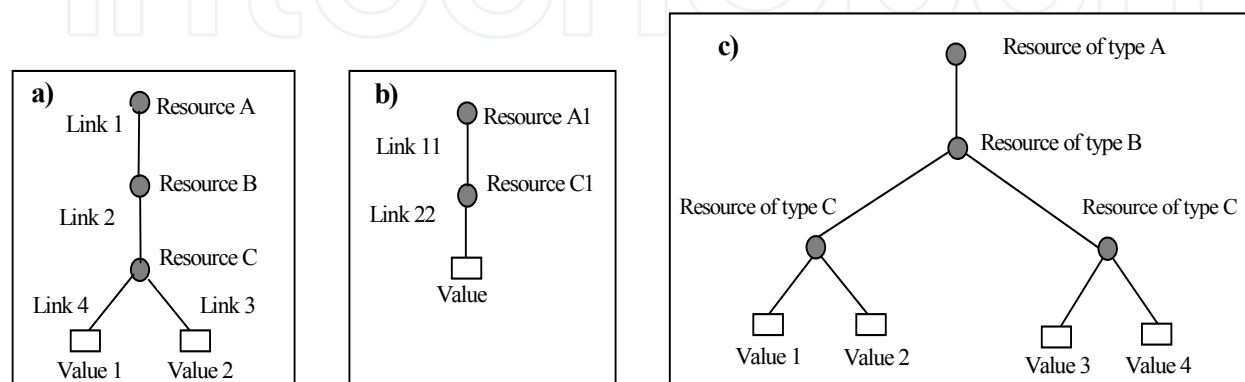 a)
Resource A
Link 1
Resource B
Link 2
Resource C
Link 4
Link 3
Value 1
Value 2
b)
Resource A1
Link 11
Resource C1
Link 22
Value
c)
Resource of type A
Resource of type B
Resource of type C
Resource of type C
Value 1
Value 2
Value 3
Value 4